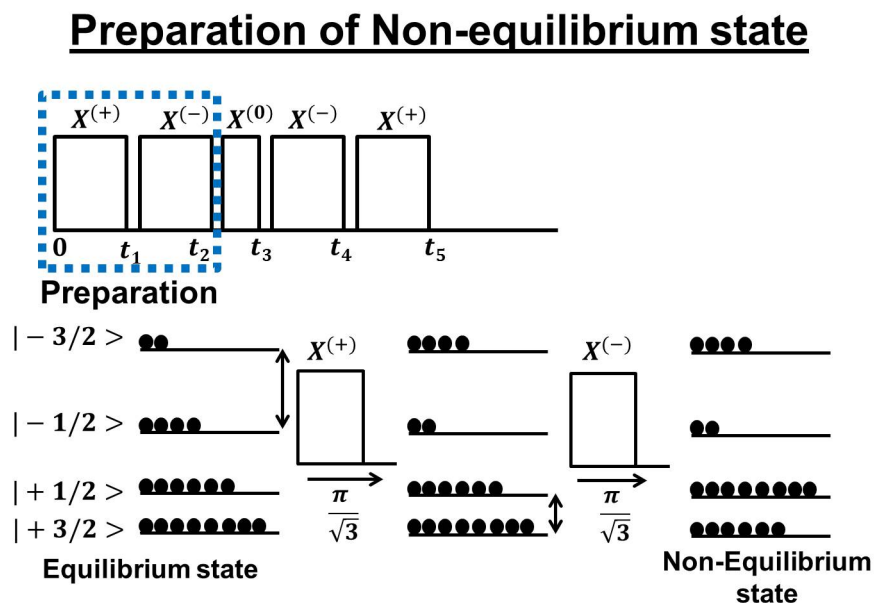 Preparation of Non-equilibrium state
X⁽⁺⁾ X⁽⁻⁾ X⁽⁰⁾ X⁽⁻⁾ X⁽⁺⁾
0 t₁ t₂ t₃ t₄ t₅
Preparation
|− 3/2 >
X⁽⁺⁾ X⁽⁻⁾
|− 1/2 >
|+ 1/2 >
π/√3 π/√3
|+ 3/2 >
Equilibrium state
Non-Equilibrium
state